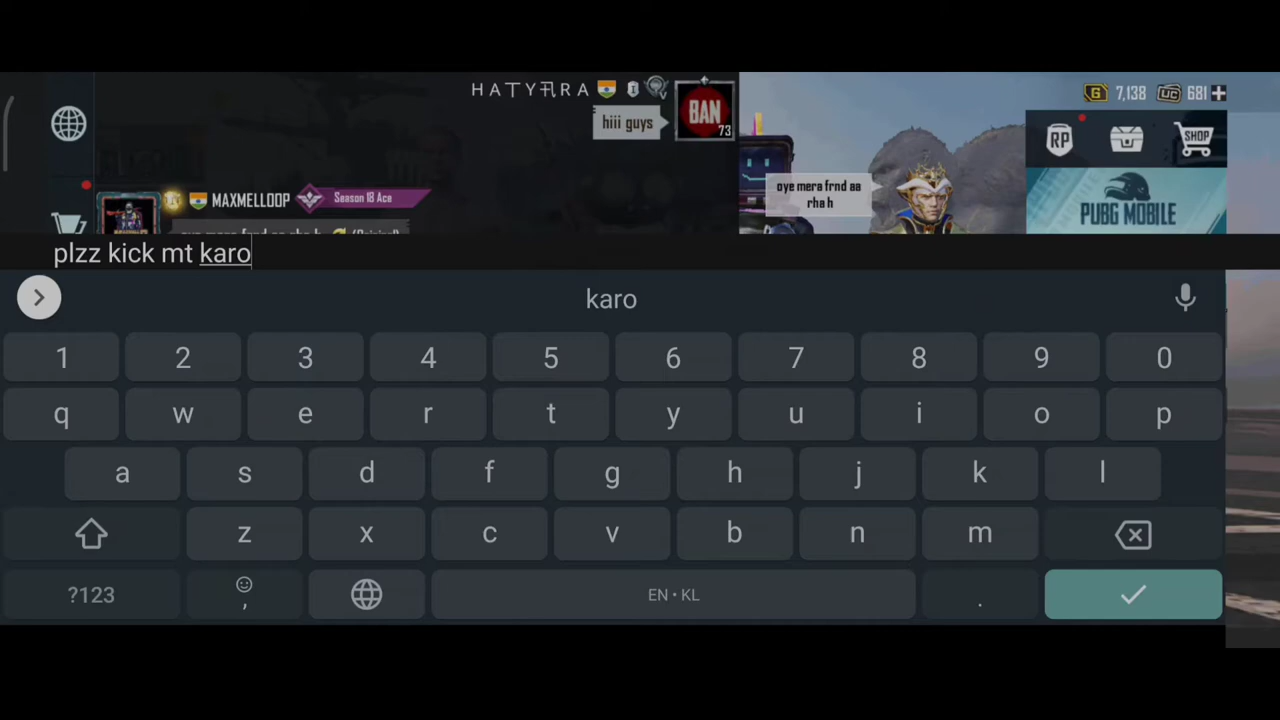 HATYRA
hiii guys
BAN
73
7,138
681
RP
SHOP
PUBG MOBILE
MAXMELLOOP
Season 18 Ace
oye mera frnd aa
rha h
plzz kick mt karo
karo
1 2 3 4 5 6 7 8 9 0
q w e r t y u i o p
a s d f g h j k l
z x c v b n m
?123 , EN • KL .